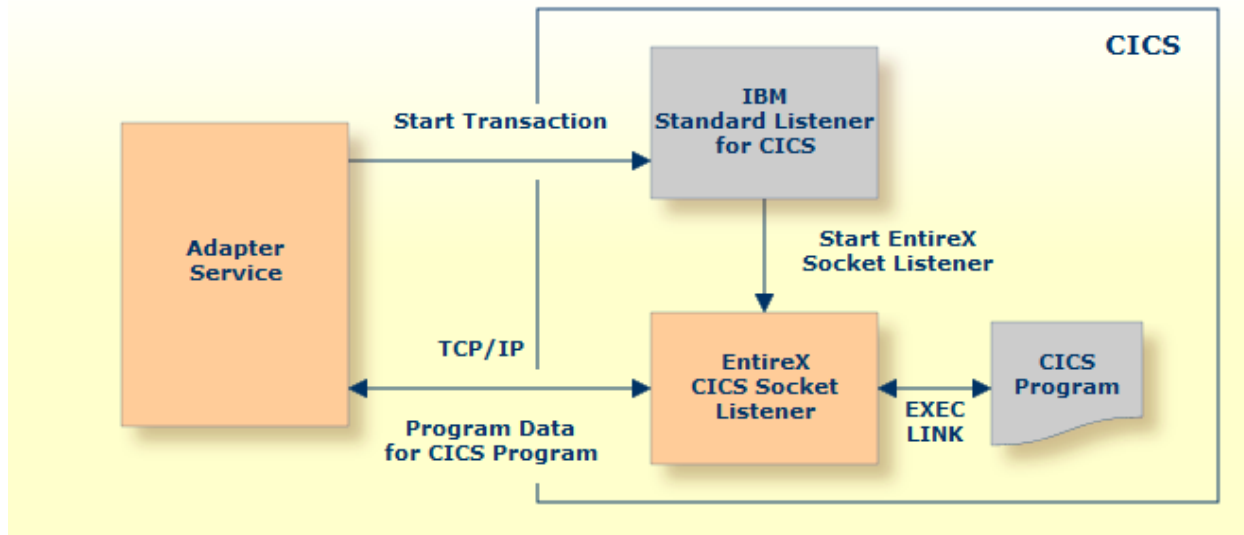 CICS
IBM
Standard Listener
for CICS
Start Transaction
Adapter
Service
Start EntireX
Socket Listener
TCP/IP
EntireX
CICS Socket
Listener
CICS
Program
EXEC
LINK
Program Data
for CICS Program